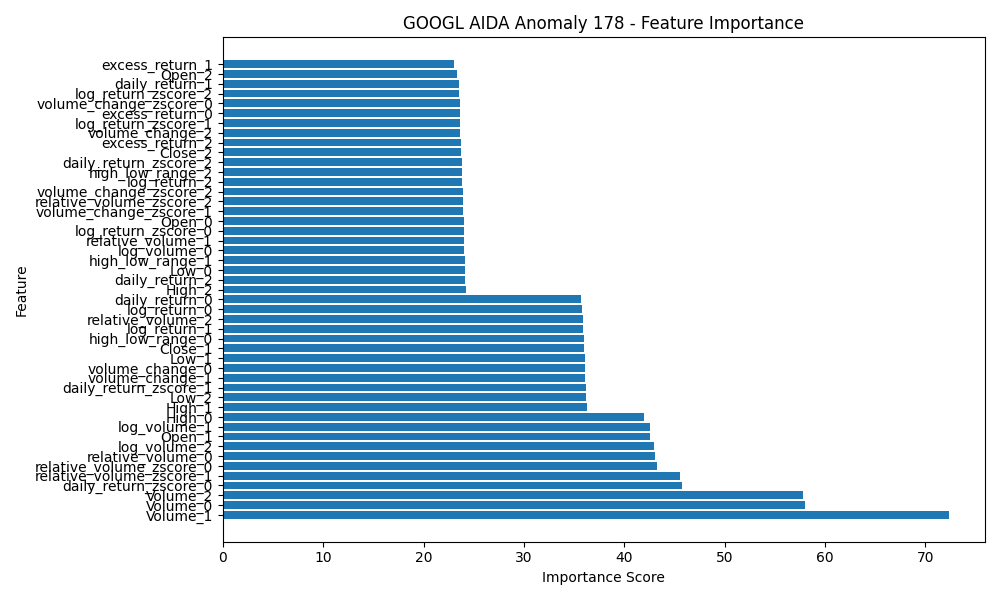 GOOGL AIDA Anomaly 178 - Feature Importance
excess_return_1
Open_2
daily_return_1
log_return_zscore_2
volume_change_zscore_0
excess_return_0
log_return_zscore_1
volume_change_2
excess_return_2
Close_2
daily_return_zscore_2
high_low_range_2
log_return_2
volume_change_zscore_2
relative_volume_zscore_2
volume_change_zscore_1
Open_0
log_return_zscore_0
relative_volume_1
log_volume_0
high_low_range_1
Low_0
daily_return_2
High_2
daily_return_0
log_return_0
relative_volume_2
log_return_1
high_low_range_0
Close_1
Low_1
volume_change_0
volume_change_1
daily_return_zscore_1
Low_2
High_1
High_0
log_volume_1
Open_1
log_volume_2
relative_volume_0
relative_volume_zscore_0
relative_volume_zscore_1
daily_return_zscore_0
Volume_2
Volume_0
Volume_1
Feature
0 10 20 30 40 50 60 70
Importance Score